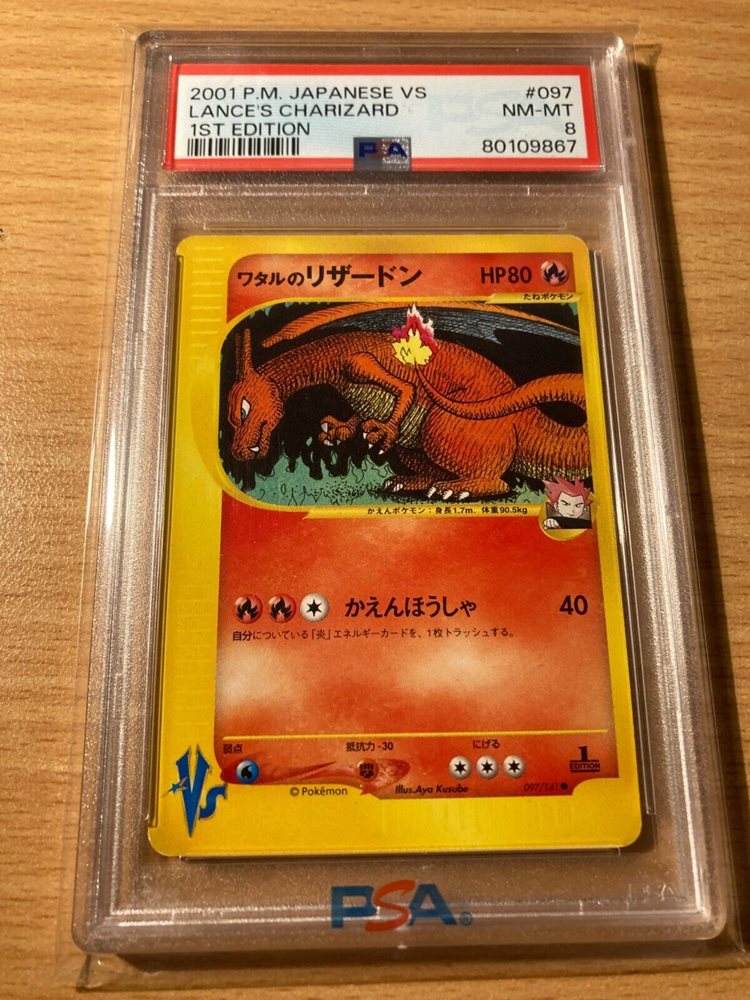 2001 P.M. JAPANESE VS #097
LANCE'S CHARIZARD NM-MT
1ST EDITION 8
PSA 80109867
ワタルのリザードン HP80
たねポケモン
かえんポケモン：身長1.7m. 体重90.5kg
かえんほうしゃ 40
自分についている「炎」エネルギーカードを、1枚トラッシュする。
弱点 抵抗力-30 にげる
1
EDITION
Vs
© Pokémon Illus.Aya Kusube 097/141●
PSA®